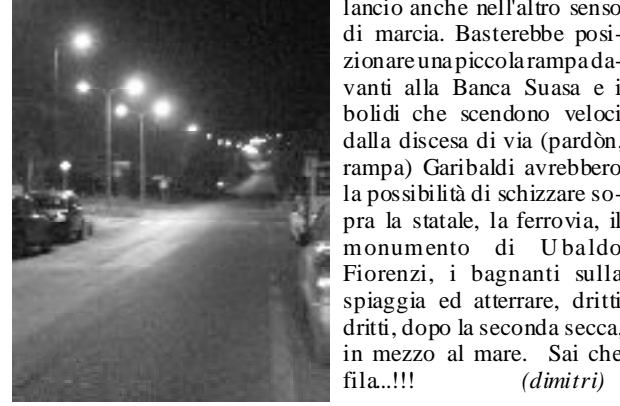 lancio anche nell'altro senso
di marcia. Basterebbe posi-
zionare una piccola rampa da-
vanti alla Banca Suasa e i
bolidi che scendono veloci
dalla discesa di via (pardòn,
rampa) Garibaldi avrebbero
la possibilità di schizzare so-
pra la statale, la ferrovia, il
monumento di Ubaldo
Fiorenzi, i bagnanti sulla
spiaggia ed atterrare, dritti
dritti, dopo la seconda secca,
in mezzo al mare. Sai che
fila...!!! (dimitri)